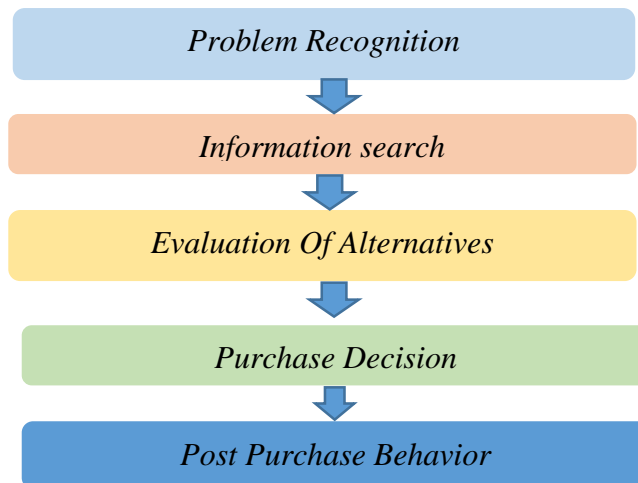 Problem Recognition
Information search
Evaluation Of Alternatives
Purchase Decision
Post Purchase Behavior